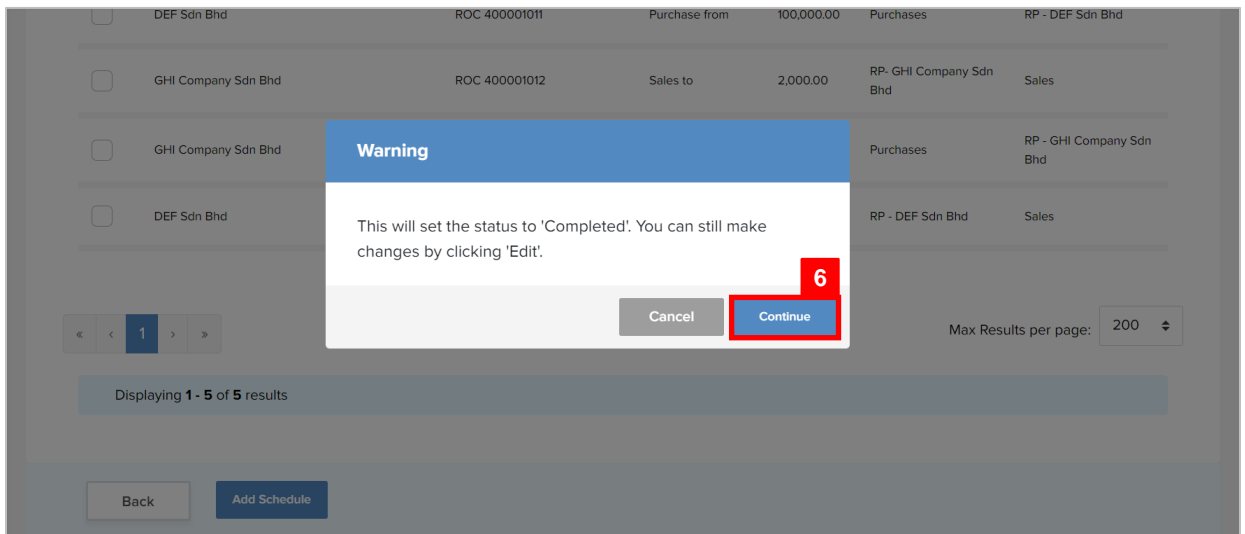 DEF Sdn Bhd ROC 400001011 Purchase from 100,000.00 Purchases RP - DEF Sdn Bhd
GHI Company Sdn Bhd ROC 400001012 Sales to 2,000.00 RP- GHI Company Sdn Bhd Sales
GHI Company Sdn Bhd Purchases RP - GHI Company Sdn Bhd
Warning
DEF Sdn Bhd RP - DEF Sdn Bhd Sales
This will set the status to 'Completed'. You can still make
changes by clicking 'Edit'.
6
Cancel Continue
« ‹ 1 › » Max Results per page: 200
Displaying 1 - 5 of 5 results
Back Add Schedule